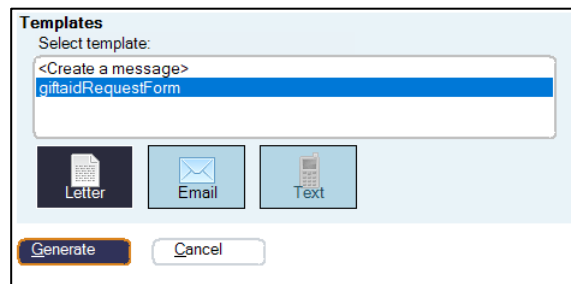 Templates
Select template:
<Create a message>
giftaidRequestForm
Letter Email Text
Generate Cancel